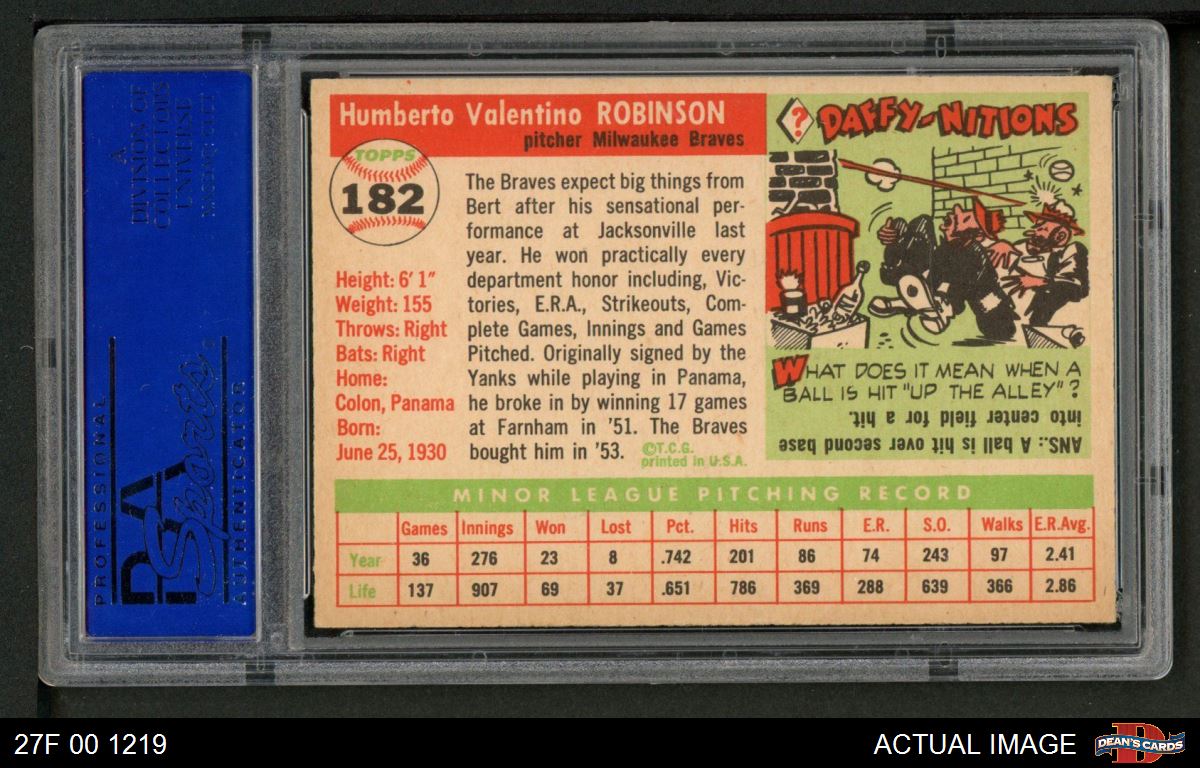 A
DIVISION OF
COLLECTORS
UNIVERSE
NASDAQ: CLCT
PROFESSIONAL
PSA
Sports
AUTHENTICATOR
Humberto Valentino ROBINSON
pitcher Milwaukee Braves
TOPPS
182
Height: 6' 1"
Weight: 155
Throws: Right
Bats: Right
Home:
Colon, Panama
Born:
June 25, 1930
The Braves expect big things from
Bert after his sensational per-
formance at Jacksonville last
year. He won practically every
department honor including, Vic-
tories, E.R.A., Strikeouts, Com-
plete Games, Innings and Games
Pitched. Originally signed by the
Yanks while playing in Panama,
he broke in by winning 17 games
at Farnham in '51. The Braves
bought him in '53.
©T.C.G.
printed in U.S.A.
?
DAFFY-NITIONS
WHAT DOES IT MEAN WHEN A
BALL IS HIT "UP THE ALLEY"?
ANS.: A ball is hit over second base
into center field for a hit.
MINOR LEAGUE PITCHING RECORD
Games Innings Won Lost Pct. Hits Runs E.R. S.O. Walks E.R.Avg.
Year 36 276 23 8 .742 201 86 74 243 97 2.41
Life 137 907 69 37 .651 786 369 288 639 366 2.86
27F 00 1219
ACTUAL IMAGE
D
DEAN'S CARDS